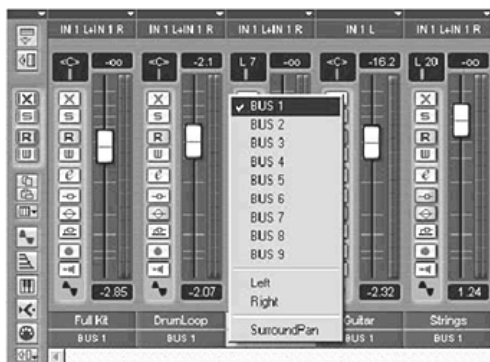 IN 1 L+IN 1 R IN 1 L+IN 1 R IN 1 L+IN 1 R IN 1 L IN 1 L+IN 1 R
<C> -oo <C> -2.1 L 7 -oo <C> -16.2 L 20 -oo
X X X
S S S
R R R
W W W
e e e
✓ BUS 1
BUS 2
BUS 3
BUS 4
BUS 5
BUS 6
BUS 7
BUS 8
BUS 9
Left
Right
SurroundPan
-2.85 -2.07 -2.32 1.24
Full Kit DrumLoop Guitar Strings
BUS 1 BUS 1 BUS 1 BUS 1